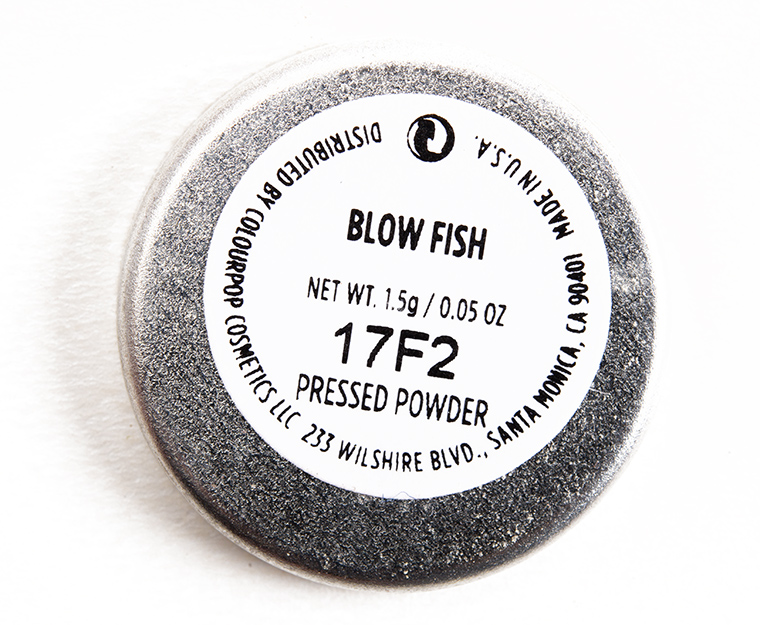 BLOW FISH
NET WT. 1.5g / 0.05 OZ
17F2
PRESSED POWDER
DISTRIBUTED BY COLOURPOP COSMETICS LLC 233 WILSHIRE BLVD., SANTA MONICA, CA 90401 MADE IN U.S.A.